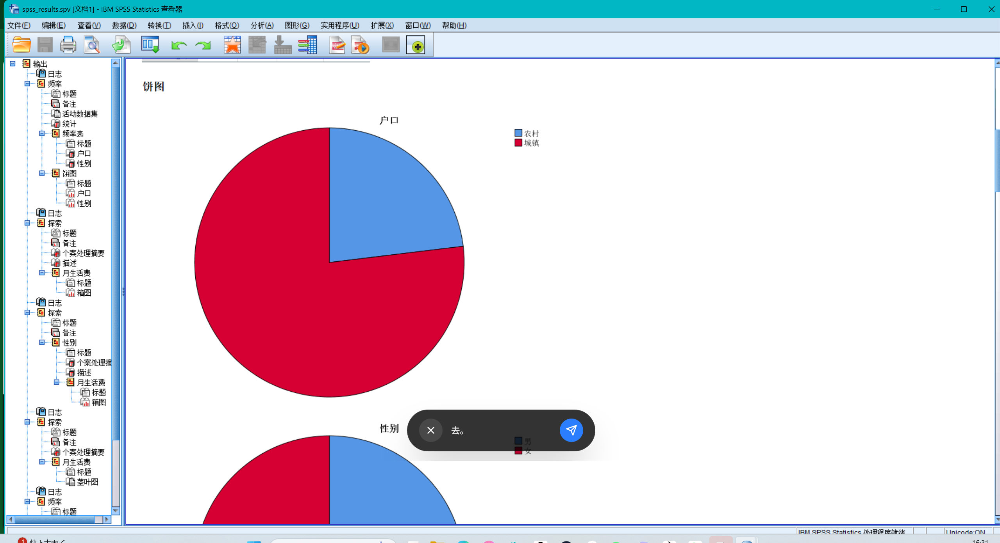 spss_results.spv [文档1] - IBM SPSS Statistics 查看器
文件(F) 编辑(E) 查看(V) 数据(D) 转换(T) 插入(I) 格式(O) 分析(A) 图形(G) 实用程序(U) 扩展(X) 窗口(W) 帮助(H)
输出
日志
频率
标题
备注
活动数据集
统计
频率表
标题
户口
性别
饼图
标题
户口
性别
日志
探索
标题
备注
个案处理摘要
描述
月生活费
标题
箱图
日志
探索
标题
备注
性别
标题
个案处理摘
描述
月生活费
标题
箱图
日志
探索
标题
备注
个案处理摘要
月生活费
标题
茎叶图
日志
频率
标题
饼图
户口
农村
城镇
性别
男
女
去。
IBM SPSS Statistics 处理程序就绪
Unicode:ON
1
快下大雨了
16:31